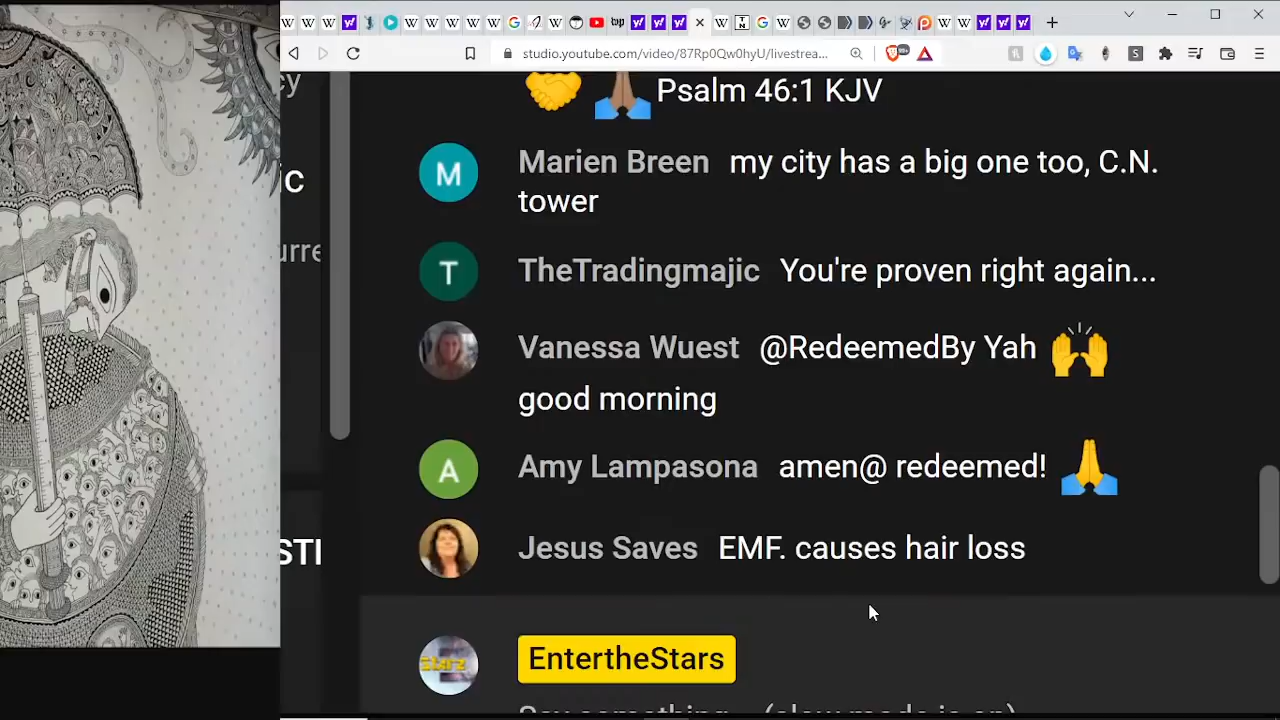 studio.youtube.com/video/87Rp0Qw0hyU/livestrea...
Psalm 46:1 KJV
M Marien Breen my city has a big one too, C.N.
tower
T TheTradingmajic You're proven right again...
Vanessa Wuest @RedeemedBy Yah
good morning
A Amy Lampasona amen@ redeemed!
Jesus Saves EMF. causes hair loss
EntertheStars
Say something... (slow mode is on)